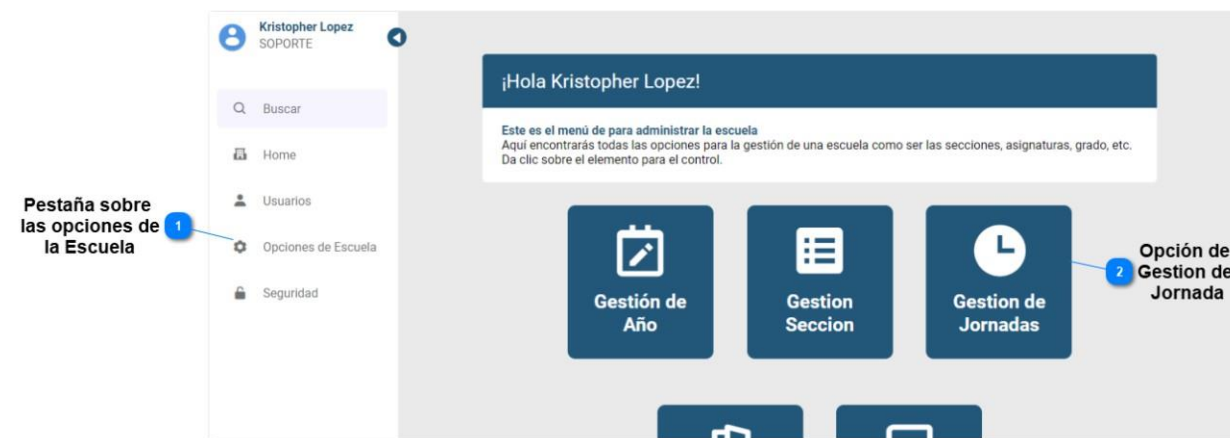 Kristopher Lopez
SOPORTE
Buscar
Home
Usuarios
Opciones de Escuela
Seguridad
Pestaña sobre
las opciones de
la Escuela
1
¡Hola Kristopher Lopez!
Este es el menú de para administrar la escuela
Aquí encontrarás todas las opciones para la gestión de una escuela como ser las secciones, asignaturas, grado, etc.
Da clic sobre el elemento para el control.
Gestión de
Año
Gestion
Seccion
Gestion de
Jornadas
2
Opción de
Gestion de
Jornada